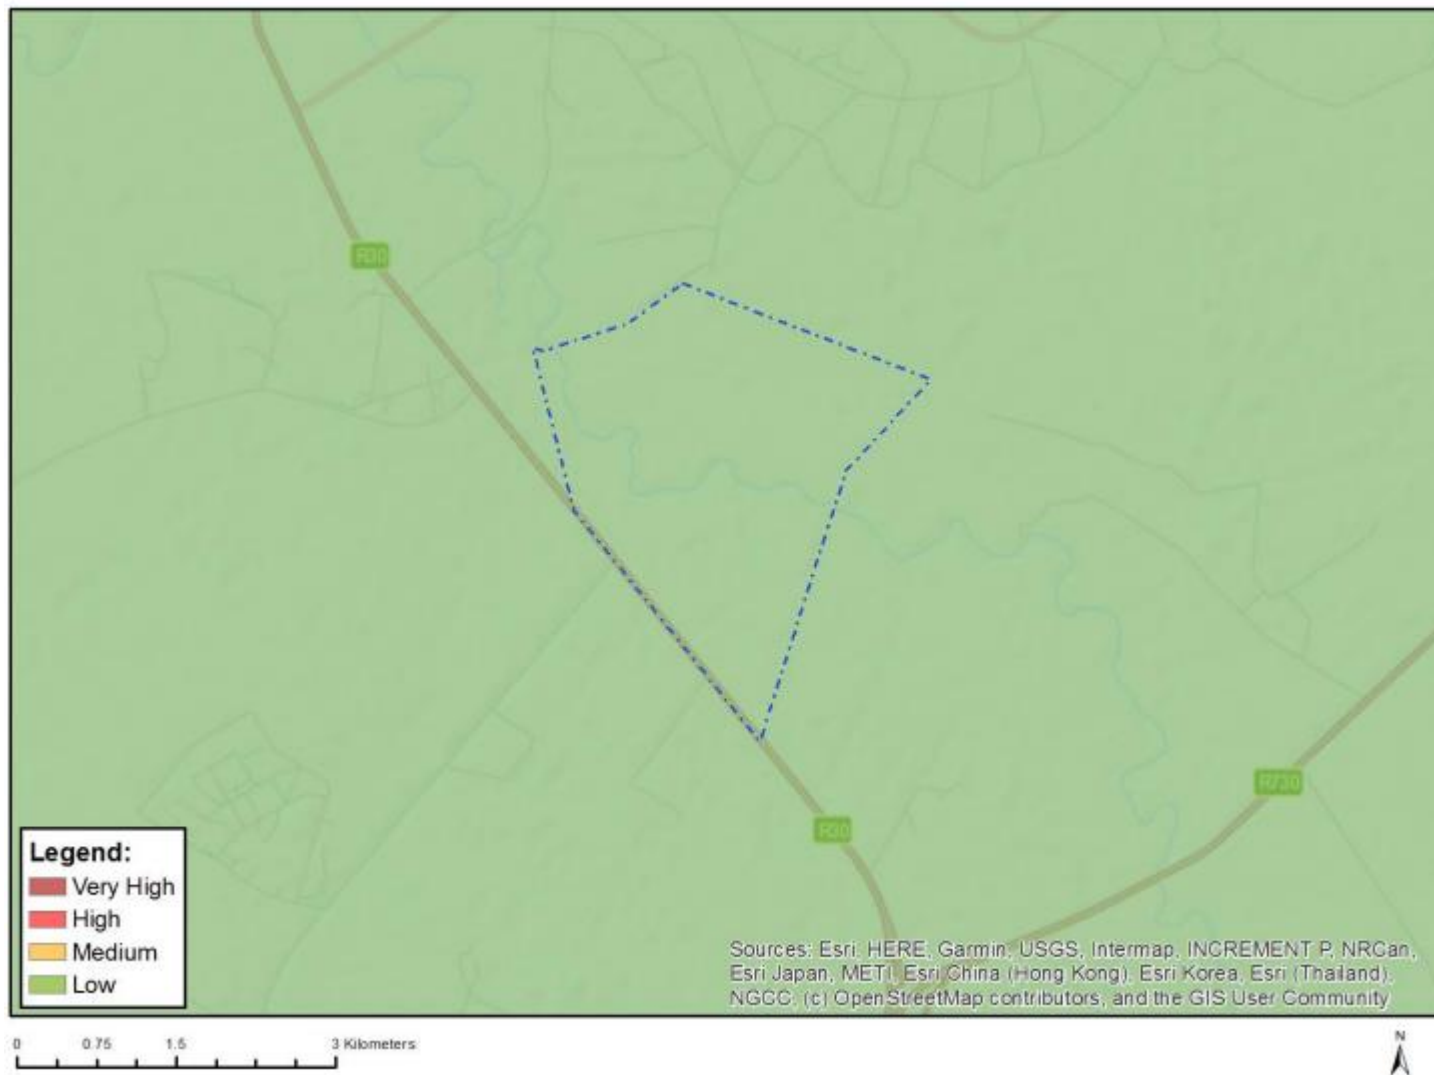 R30
R730
R30
Legend:
Very High
High
Medium
Low
Sources: Esri, HERE, Garmin, USGS, Intermap, INCREMENT P, NRCan,
Esri Japan, METI, Esri China (Hong Kong), Esri Korea, Esri (Thailand),
NGCC, (c) OpenStreetMap contributors, and the GIS User Community
0 0.75 1.5 3 Kilometers
N